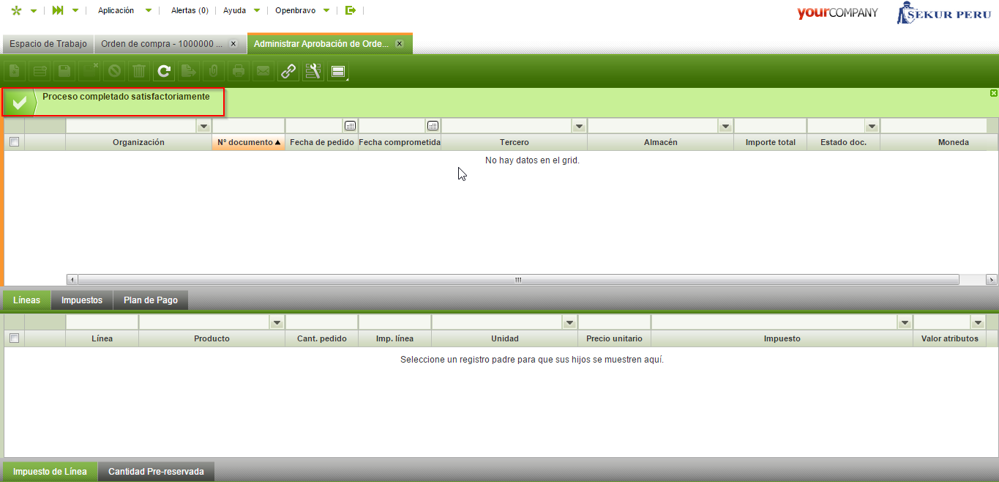 Aplicación Alertas (0) Ayuda Openbravo
yourCOMPANY SEKUR PERU
Espacio de Trabajo Orden de compra - 1000000 ... Administrar Aprobación de Orde...
Proceso completado satisfactoriamente
Organización Nº documento Fecha de pedido Fecha comprometida Tercero Almacén Importe total Estado doc. Moneda
No hay datos en el grid.
Líneas Impuestos Plan de Pago
Línea Producto Cant. pedido Imp. línea Unidad Precio unitario Impuesto Valor atributos
Seleccione un registro padre para que sus hijos se muestren aquí.
Impuesto de Línea Cantidad Pre-reservada